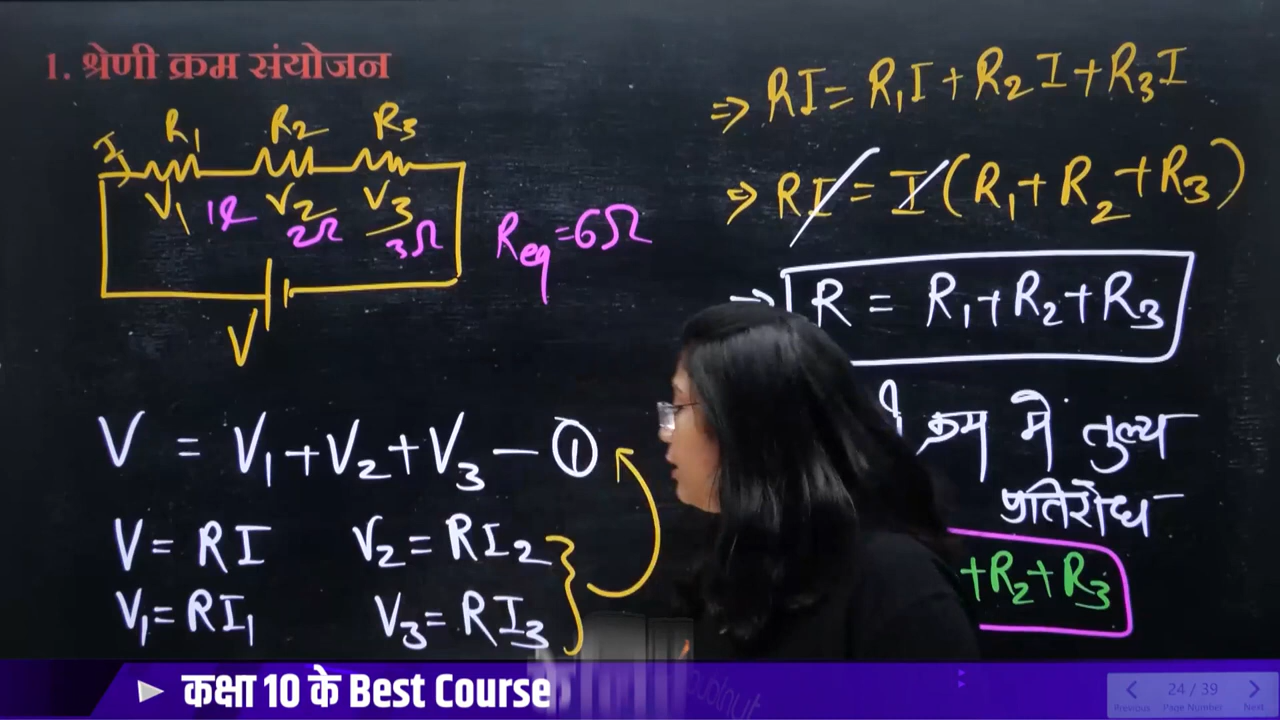 1. श्रेणी क्रम संयोजन
I R₁ R₂ R₃
V₁ 1Ω V₂ 2Ω V₃ 3Ω
R_eq = 6Ω
V
V = V₁ + V₂ + V₃ — ①
V = RI V₂ = RI₂
V₁ = RI₁ V₃ = RI₃
⇒ RI = R₁I + R₂I + R₃I
⇒ RI = I (R₁ + R₂ + R₃)
⇒ R = R₁ + R₂ + R₃
क्रम में तुल्य
प्रतिरोध
+ R₂ + R₃
कक्षा 10 के Best Course
24 / 39
Previous Page Number Next